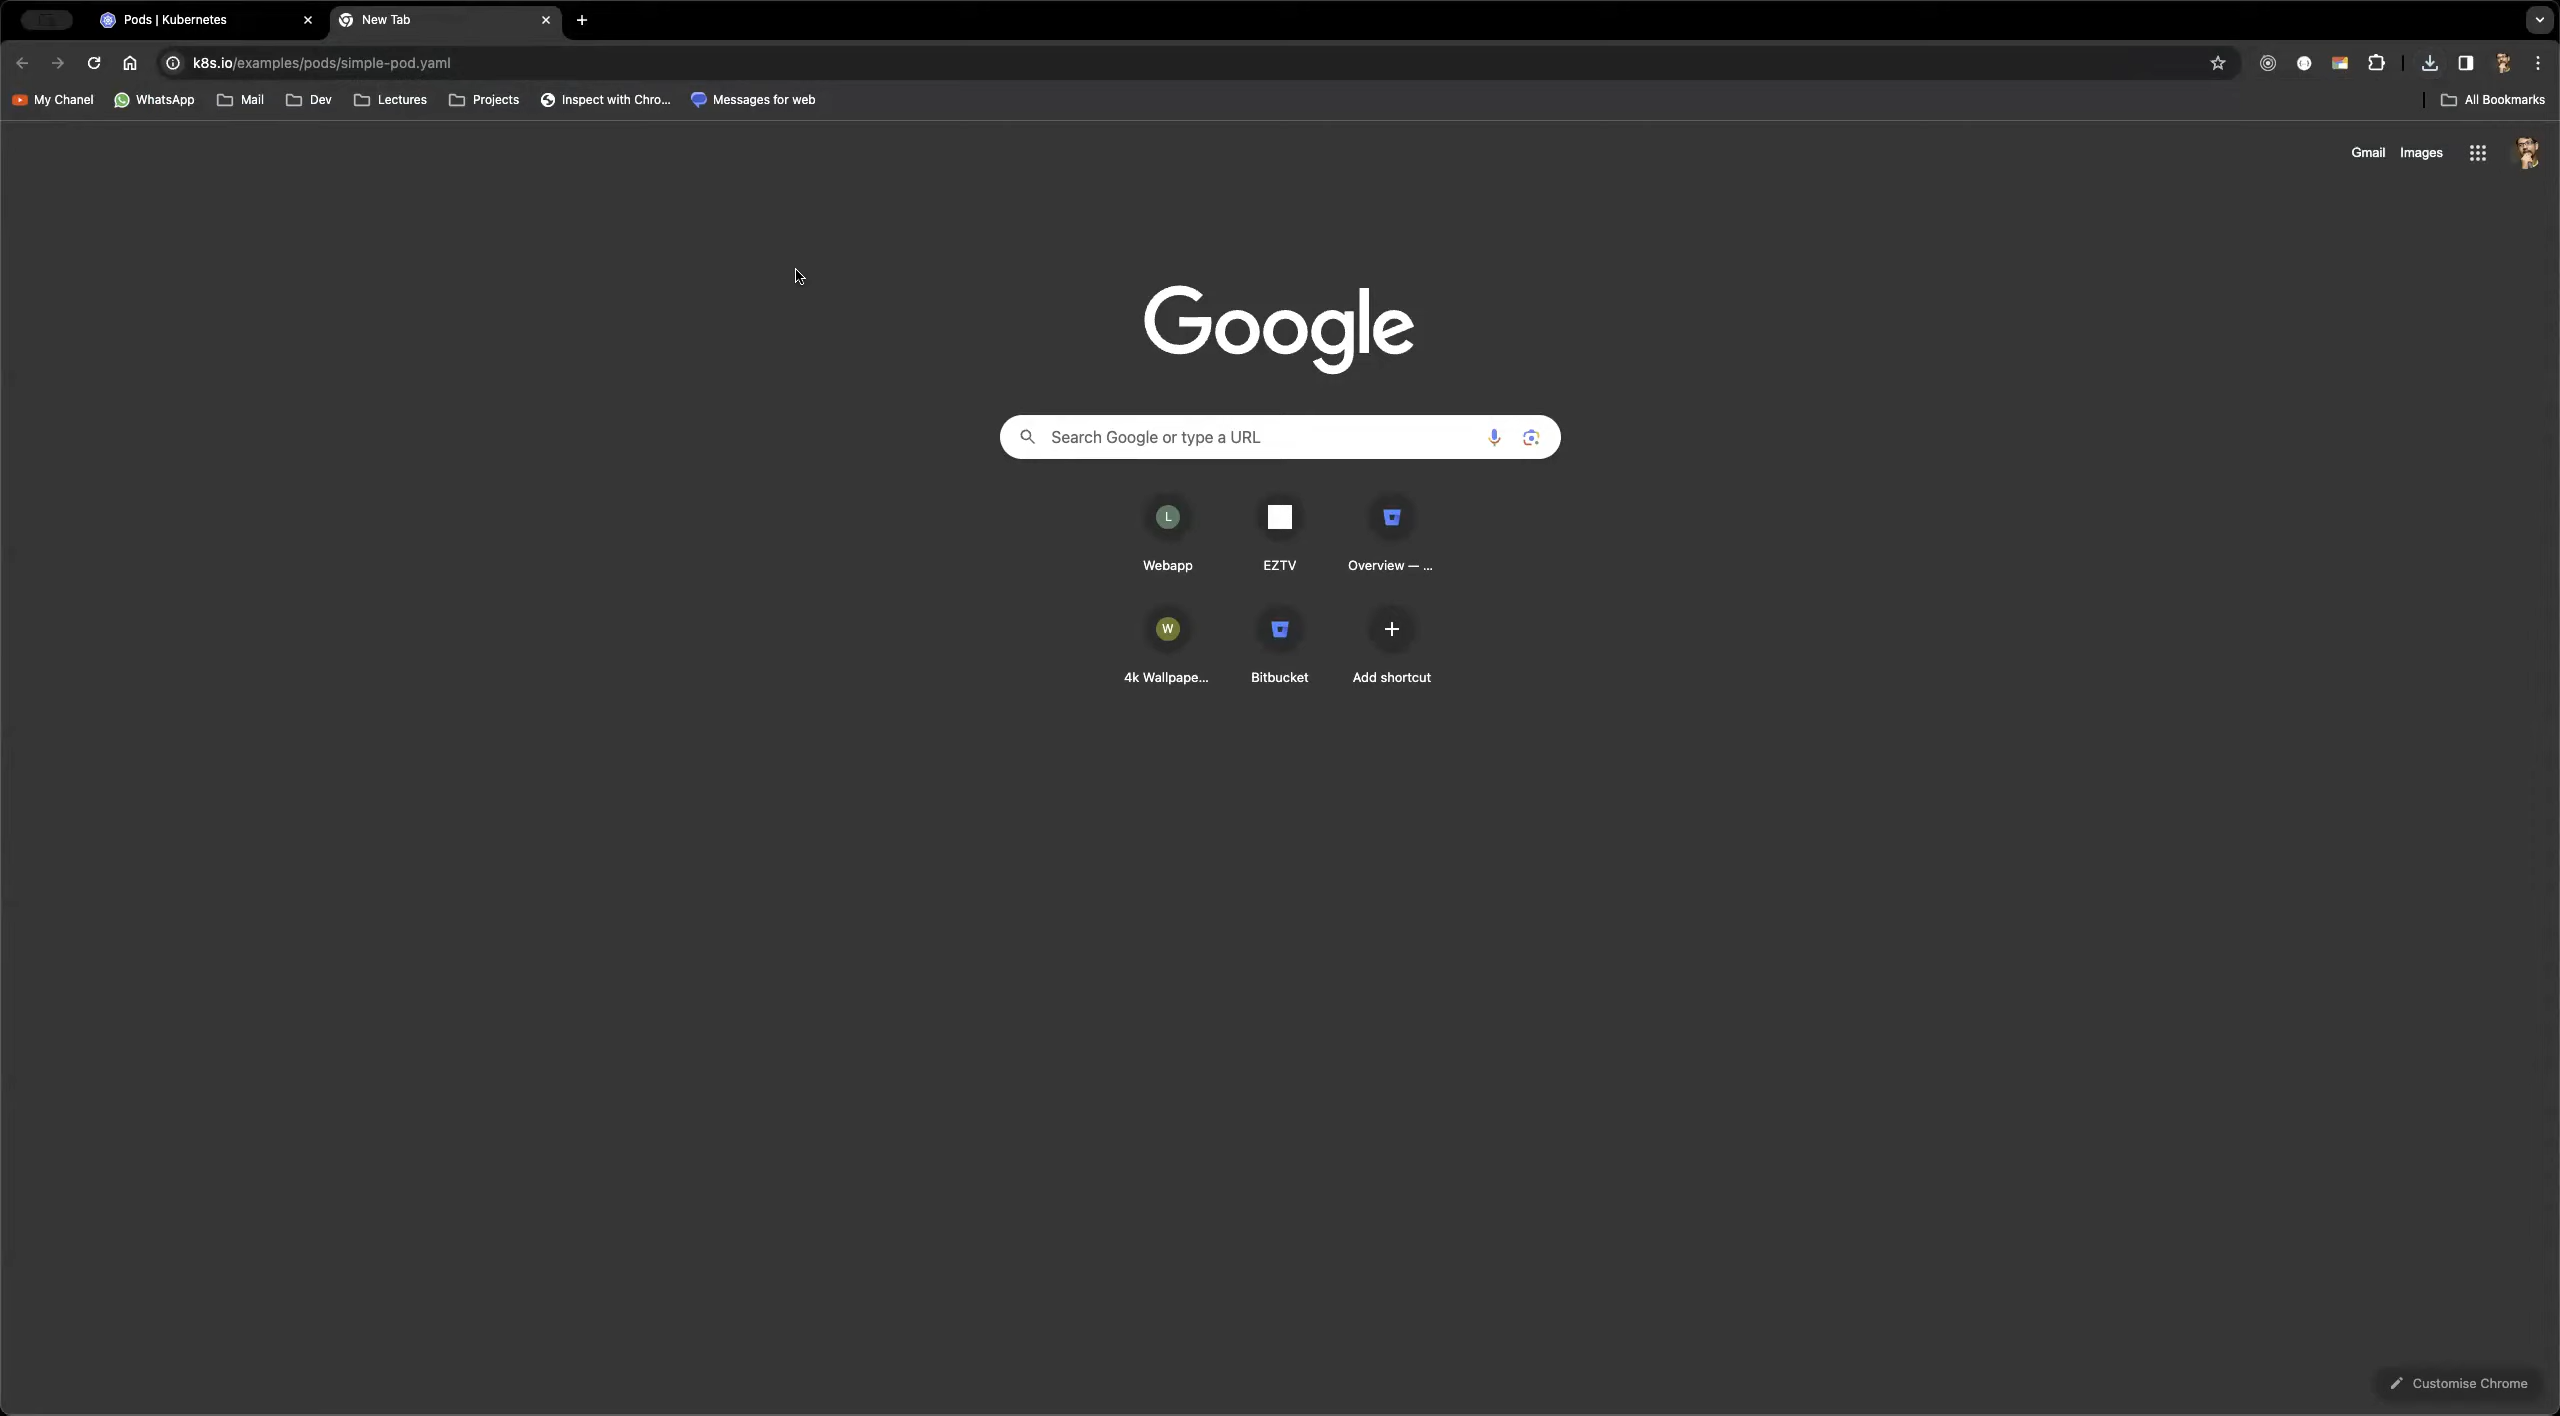 Pods | Kubernetes
New Tab
k8s.io/examples/pods/simple-pod.yaml
My Chanel
WhatsApp
Mail
Dev
Lectures
Projects
Inspect with Chro...
Messages for web
All Bookmarks
Gmail
Images
Google
Search Google or type a URL
L
Webapp
EZTV
Overview — ...
W
4k Wallpape...
Bitbucket
Add shortcut
Customise Chrome